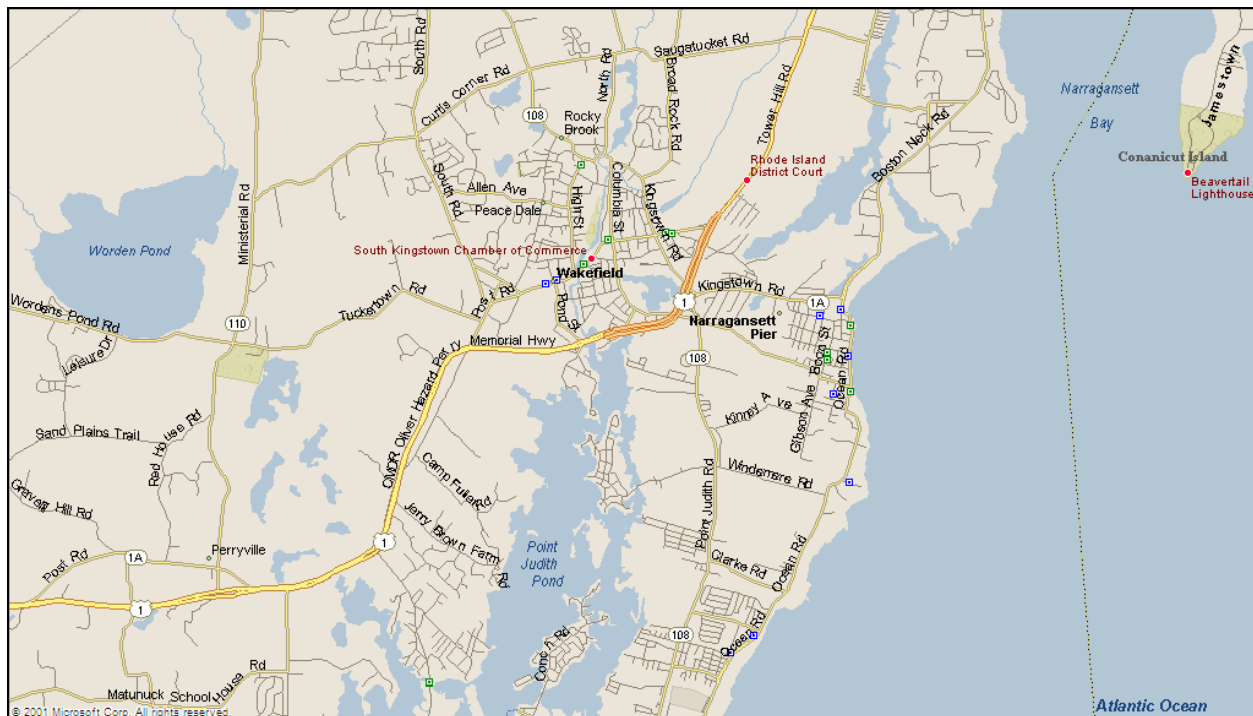 Saugatucket Rd
South Rd
North Rd
Broad Rock Rd
Tower Hill Rd
Narragansett
Bay
Jamestown
Curtis Corner Rd
108
Rocky
Brook
Boston Neck Rd
Conanicut Island
Rhode Island
District Court
Beavertail
Lighthouse
Ministerial Rd
South Rd
Allen Ave
High St
Columbia St
Kingstown Rd
Peace Dale
Worden Pond
South Kingstown Chamber of Commerce
Wakefield
Kingstown Rd
1
1A
Post Rd
Pond St
Tuckertown Rd
Wordens Pond Rd
110
Narragansett
Pier
Memorial Hwy
Leisure Dr
108
Boon St
Ocean Rd
CMDR Oliver Hazard Perry
Kinney Ave
Gibson Ave
Sand Plains Trail
Red House Rd
Camp Fuller Rd
Windemere Rd
Gravelly Hill Rd
Jerry Brown Farm
Rd
Point Judith Rd
1
Post Rd
1A
Perryville
Point
Judith
Pond
Clarke Rd
Ocean Rd
1
108
Ocean Rd
Conch Rd
Matunuck School House Rd
Atlantic Ocean
© 2001 Microsoft Corp. All rights reserved.